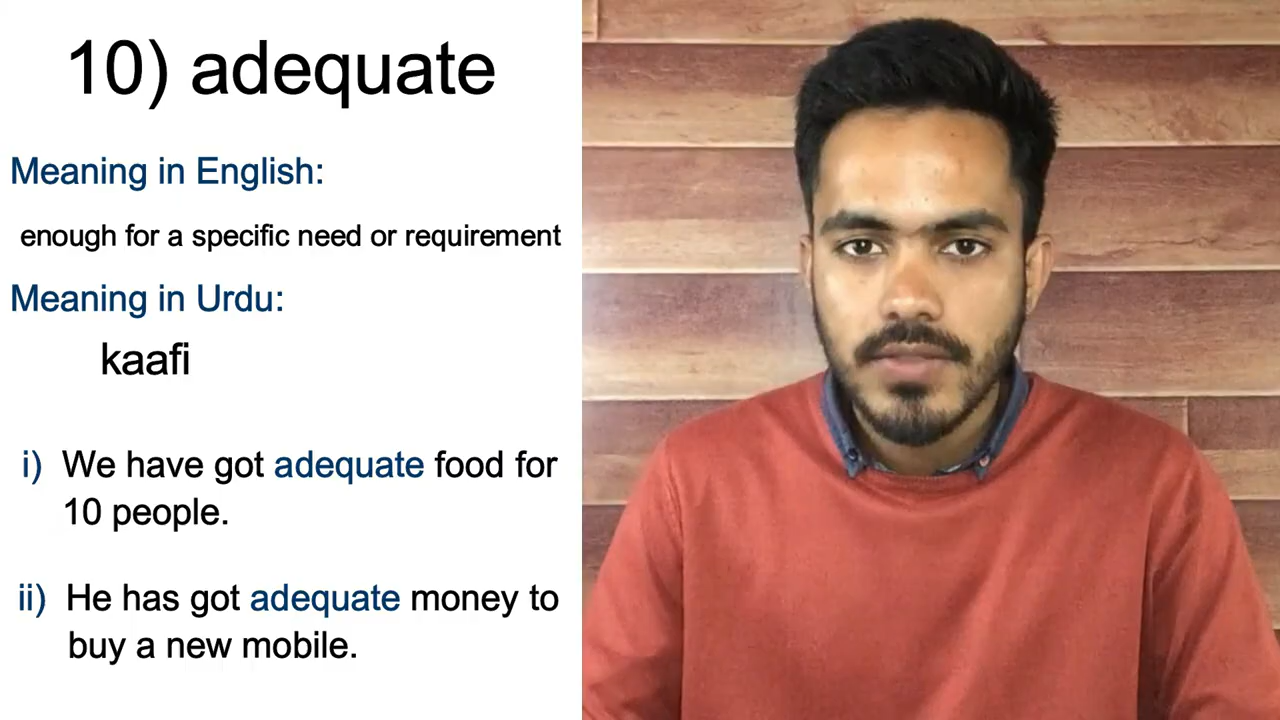 10) adequate
Meaning in English:
enough for a specific need or requirement
Meaning in Urdu:
kaafi
i) We have got adequate food for
10 people.
ii) He has got adequate money to
buy a new mobile.